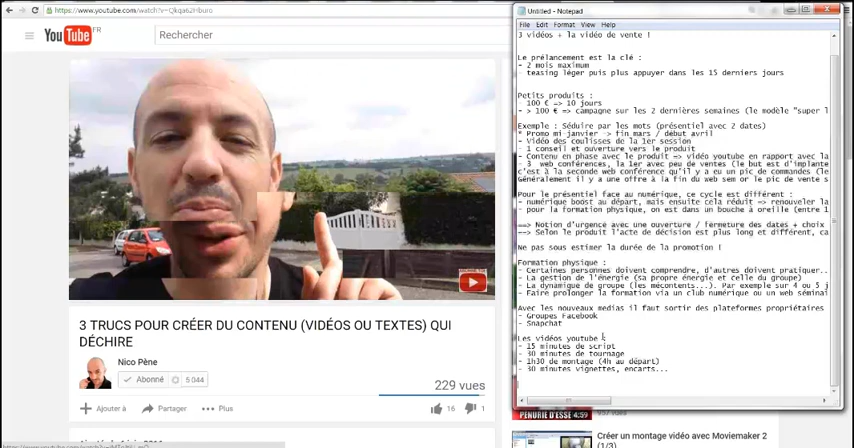 https://www.youtube.com/watch?v=Qkqa62Hburo
YouTube FR
Rechercher
3 TRUCS POUR CRÉER DU CONTENU (VIDÉOS OU TEXTES) QUI
DÉCHIRE
Nico Pène
Abonné 5 044
229 vues
Ajouter à Partager Plus
16 1
Untitled - Notepad
File Edit Format View Help
3 vidéos + la vidéo de vente !
Le prélancement est la clé :
- 2 mois maximum
- teasing léger puis plus appuyer dans les 15 derniers jours
Petits produits :
- 100 € => 10 jours
- > 100 € => campagne sur les 2 dernières semaines (le modèle "super l
Exemple : Séduire par les mots (présentiel avec 2 dates)
* Promo mi-janvier -> fin mars / début avril
- Vidéo des coulisses de la 1er session
- 1 conseil et ouverture vers le produit
- Contenu en phase avec le produit => vidéo youtube en rapport avec la
- 3 web conférences, la 1er avec peu de ventes (le but est d'implante
c'est à la seconde web conférence qu'il y a eu un pic de commandes (le
Généralement il y a une offre à la fin du web sem or le pic de vente s
Pour le présentiel face au numérique, ce cycle est différent :
- numérique boost au départ, mais ensuite cela réduit => renouveler la
- pour la formation physique, on est dans un bouche à oreille (entre 1
==> Notion d'urgence avec une ouverture / fermeture des dates + choix
--> Selon le produit l'acte de décision est plus long et différent, ca
Ne pas sous estimer la durée de la promotion !
Formation physique :
- Certaines personnes doivent comprendre, d'autres doivent pratiquer..
- La gestion de l'énergie (sa propre énergie et celle du groupe)
- La dynamique de groupe (les mécontents...). Par exemple sur 4 ou 5 j
- Faire prolonger la formation via un club numérique ou un web séminai
Avec les nouveaux medias il faut sortir des plateformes propriétaires
- Groupes Facebook
- Snapchat
Les vidéos youtube :
- 15 minutes de script
- 30 minutes de tournage
- 1h30 de montage (4h au départ)
- 30 minutes vignettes, encarts...
PENURIE D'ESSE 4:59
Créer un montage vidéo avec Moviemaker 2
(1/3)